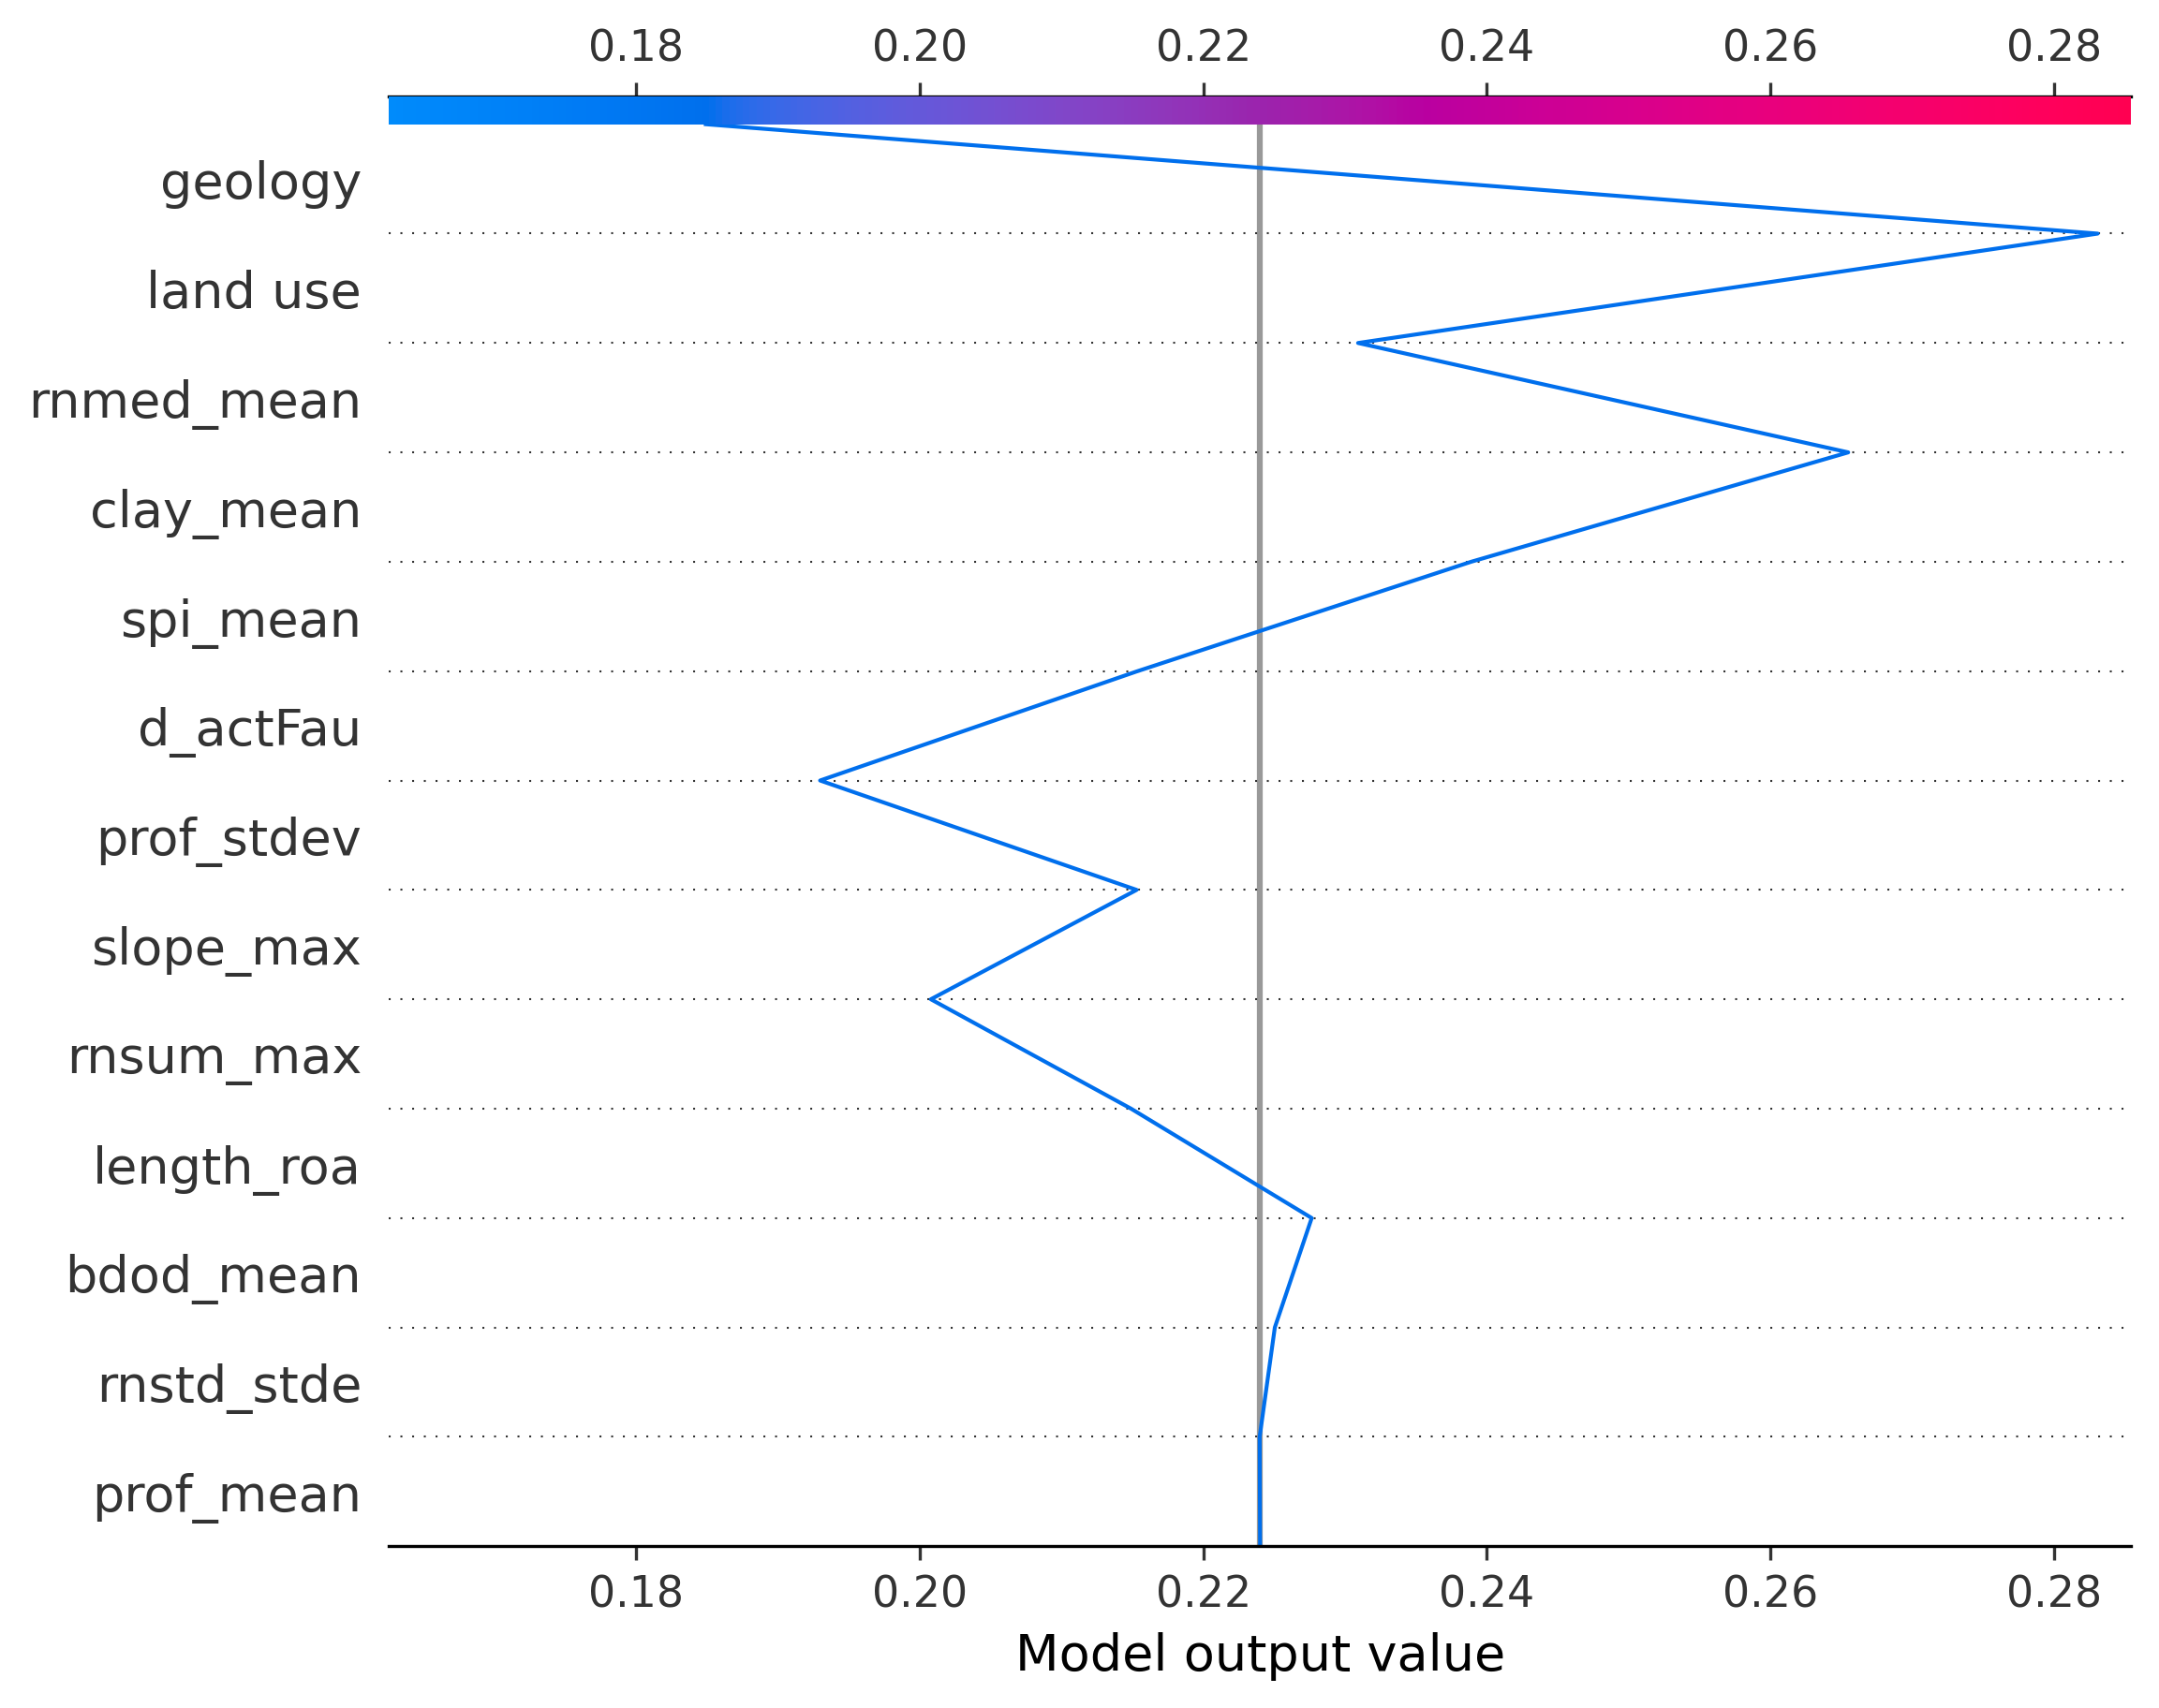 0.18 0.20 0.22 0.24 0.26 0.28
geology
land use
rnmed_mean
clay_mean
spi_mean
d_actFau
prof_stdev
slope_max
rnsum_max
length_roa
bdod_mean
rnstd_stde
prof_mean
0.18 0.20 0.22 0.24 0.26 0.28
Model output value